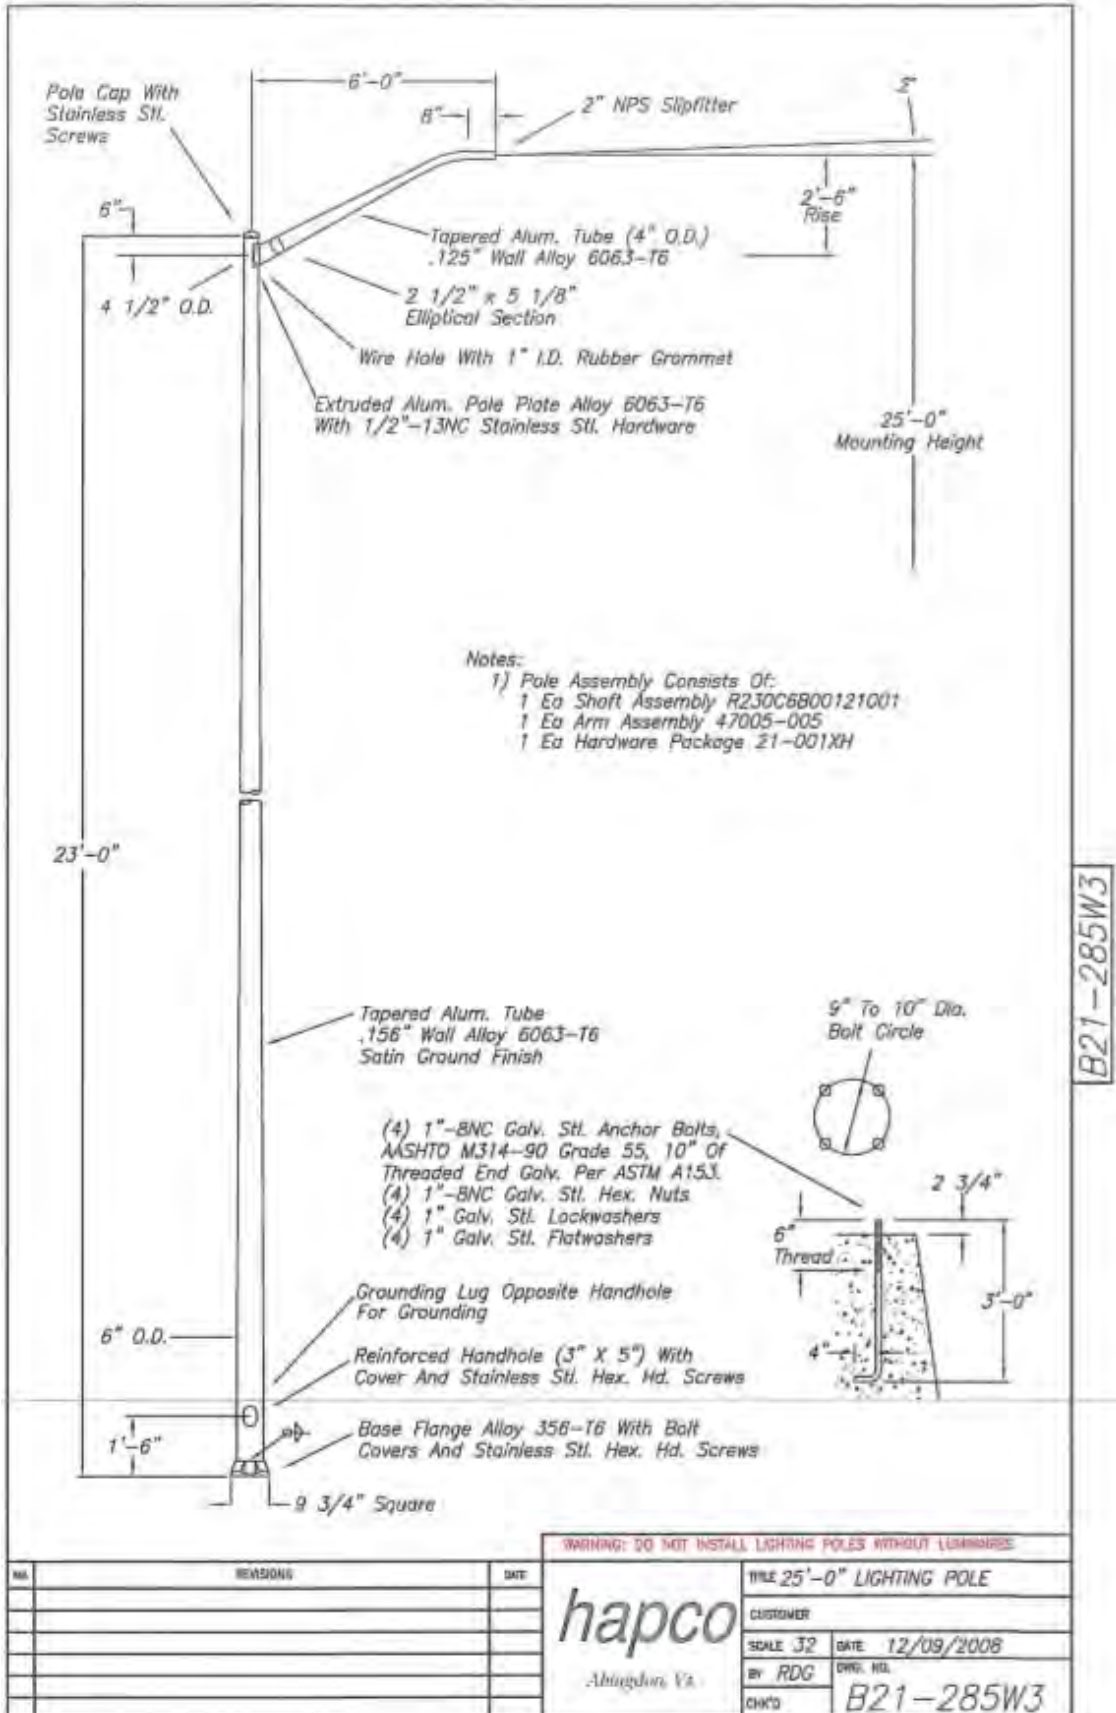 6'-0"
Pole Cap With
Stainless Stl.
Screws
8"
2" NPS Slipfitter
2°
6"
2'-6"
Rise
Tapered Alum. Tube (4" O.D.)
.125" Wall Alloy 6063-T6
4 1/2" O.D.
2 1/2" x 5 1/8"
Elliptical Section
Wire Hole With 1" I.D. Rubber Grommet
Extruded Alum. Pole Plate Alloy 6063-T6
With 1/2"-13NC Stainless Stl. Hardware
25'-0"
Mounting Height
Notes:
1) Pole Assembly Consists Of:
1 Ea Shaft Assembly R230C6B00121001
1 Ea Arm Assembly 47005-005
1 Ea Hardware Package 21-001XH
23'-0"
B21-285W3
Tapered Alum. Tube
.156" Wall Alloy 6063-T6
Satin Ground Finish
9" To 10" Dia.
Bolt Circle
(4) 1"-8NC Galv. Stl. Anchor Bolts,
AASHTO M314-90 Grade 55, 10" Of
Threaded End Galv. Per ASTM A153.
(4) 1"-8NC Galv. Stl. Hex. Nuts
(4) 1" Galv. Stl. Lockwashers
(4) 1" Galv. Stl. Flatwashers
2 3/4"
6"
Thread
3'-0"
4"
Grounding Lug Opposite Handhole
For Grounding
6" O.D.
Reinforced Handhole (3" X 5") With
Cover And Stainless Stl. Hex. Hd. Screws
1'-6"
Base Flange Alloy 356-T6 With Bolt
Covers And Stainless Stl. Hex. Hd. Screws
9 3/4" Square
WARNING: DO NOT INSTALL LIGHTING POLES WITHOUT LUMINAIRES
NO.
REVISIONS
DATE
hapco
Abingdon, Va.
TITLE 25'-0" LIGHTING POLE
CUSTOMER
SCALE 32
DATE 12/09/2008
BY RDG
DWG. NO.
B21-285W3
CHK'D